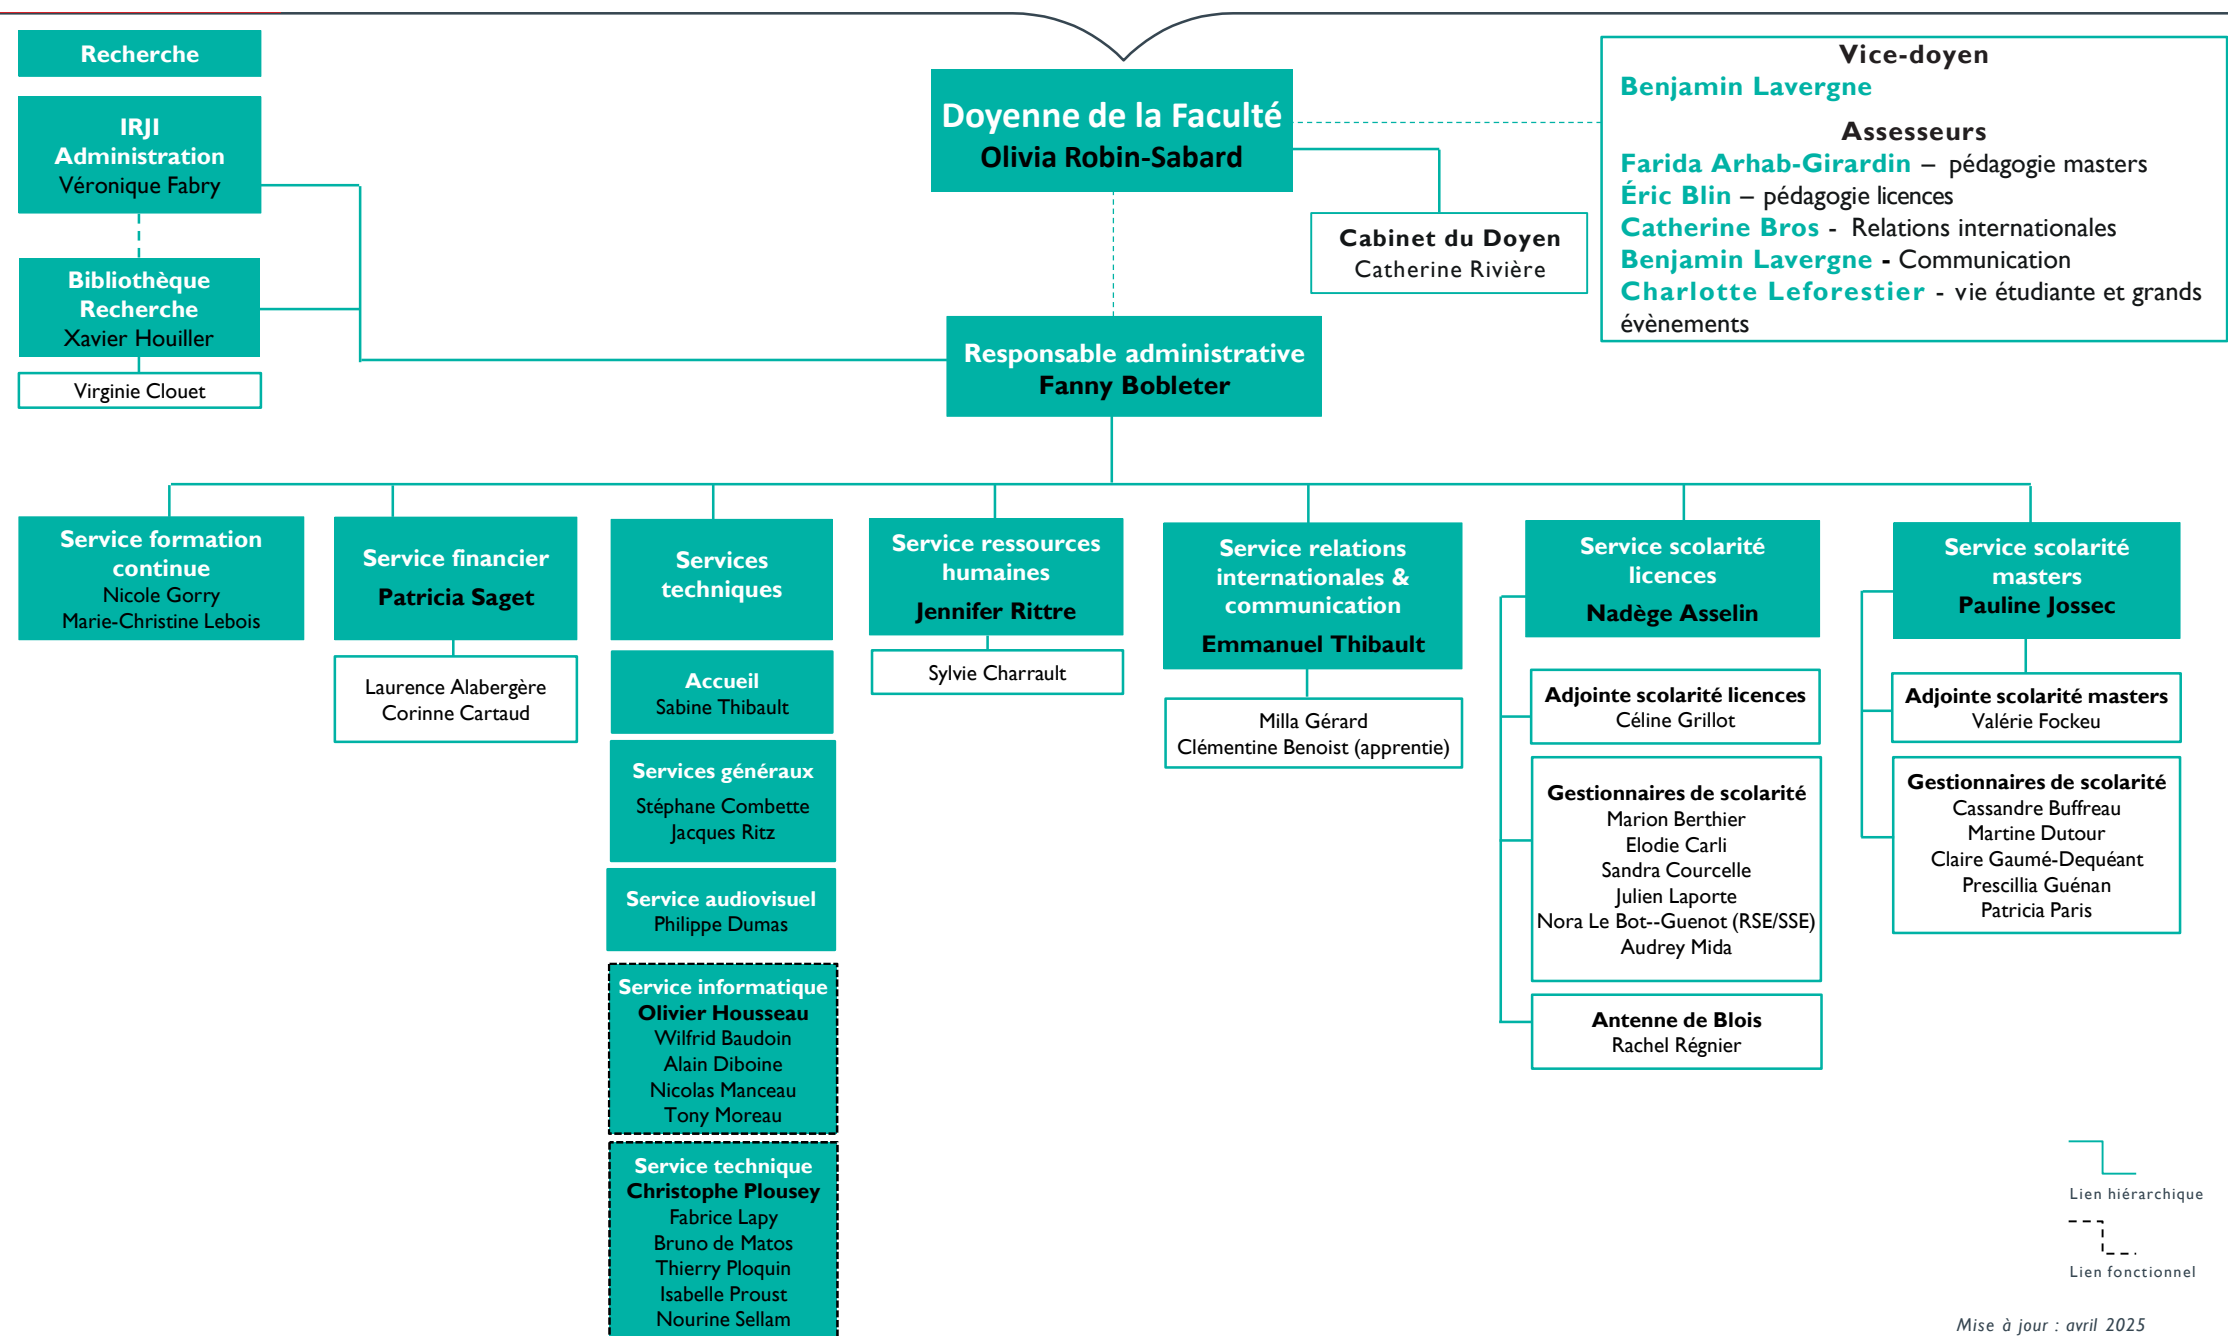 Recherche
IRJI
Administration
Véronique Fabry
Bibliothèque
Recherche
Xavier Houiller
Virginie Clouet
Doyenne de la Faculté
Olivia Robin-Sabard
Cabinet du Doyen
Catherine Rivière
Vice-doyen
Benjamin Lavergne
Assesseurs
Farida Arhab-Girardin – pédagogie masters
Éric Blin – pédagogie licences
Catherine Bros - Relations internationales
Benjamin Lavergne - Communication
Charlotte Leforestier - vie étudiante et grands
évènements
Responsable administrative
Fanny Bobleter
Service formation
continue
Nicole Gorry
Marie-Christine Lebois
Service financier
Patricia Saget
Laurence Alabergère
Corinne Cartaud
Services
techniques
Accueil
Sabine Thibault
Services généraux
Stéphane Combette
Jacques Ritz
Service audiovisuel
Philippe Dumas
Service informatique
Olivier Housseau
Wilfrid Baudoin
Alain Diboine
Nicolas Manceau
Tony Moreau
Service technique
Christophe Plousey
Fabrice Lapy
Bruno de Matos
Thierry Ploquin
Isabelle Proust
Nourine Sellam
Service ressources
humaines
Jennifer Rittre
Sylvie Charrault
Service relations
internationales &
communication
Emmanuel Thibault
Milla Gérard
Clémentine Benoist (apprentie)
Service scolarité
licences
Nadège Asselin
Adjointe scolarité licences
Céline Grillot
Gestionnaires de scolarité
Marion Berthier
Elodie Carli
Sandra Courcelle
Julien Laporte
Nora Le Bot--Guenot (RSE/SSE)
Audrey Mida
Antenne de Blois
Rachel Régnier
Service scolarité
masters
Pauline Jossec
Adjointe scolarité masters
Valérie Fockeu
Gestionnaires de scolarité
Cassandre Buffreau
Martine Dutour
Claire Gaumé-Dequéant
Prescillia Guénan
Patricia Paris
Lien hiérarchique
Lien fonctionnel
Mise à jour : avril 2025